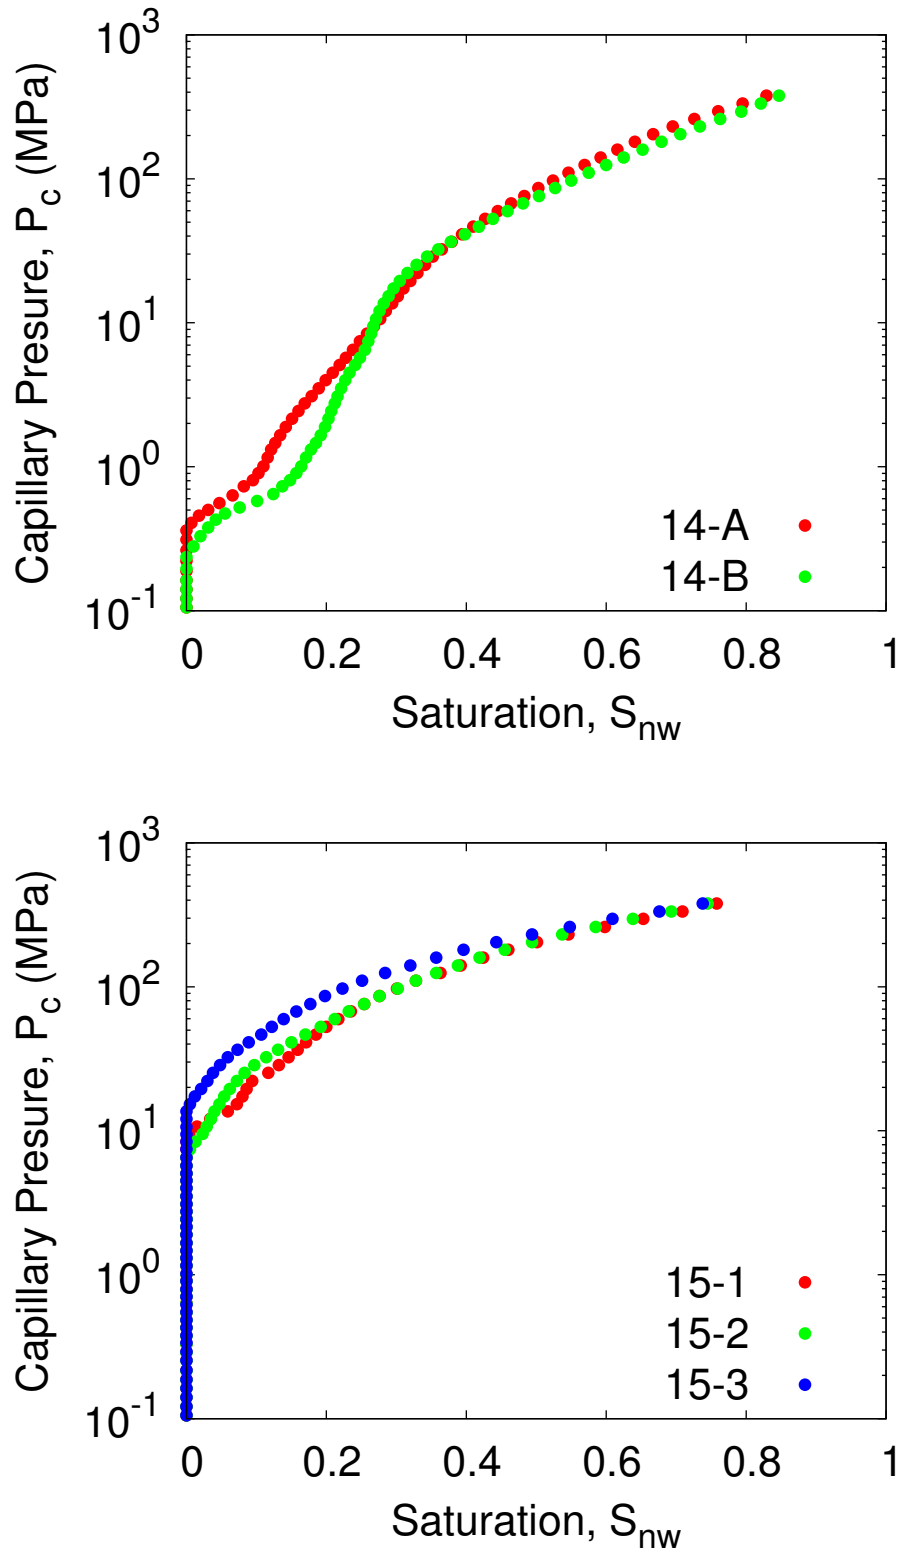 10^3
10^2
10^1
10^0
10^-1
Capillary Presure, P_c (MPa)
14-A
14-B
0 0.2 0.4 0.6 0.8 1
Saturation, S_nw
10^3
10^2
10^1
10^0
10^-1
Capillary Presure, P_c (MPa)
15-1
15-2
15-3
0 0.2 0.4 0.6 0.8 1
Saturation, S_nw